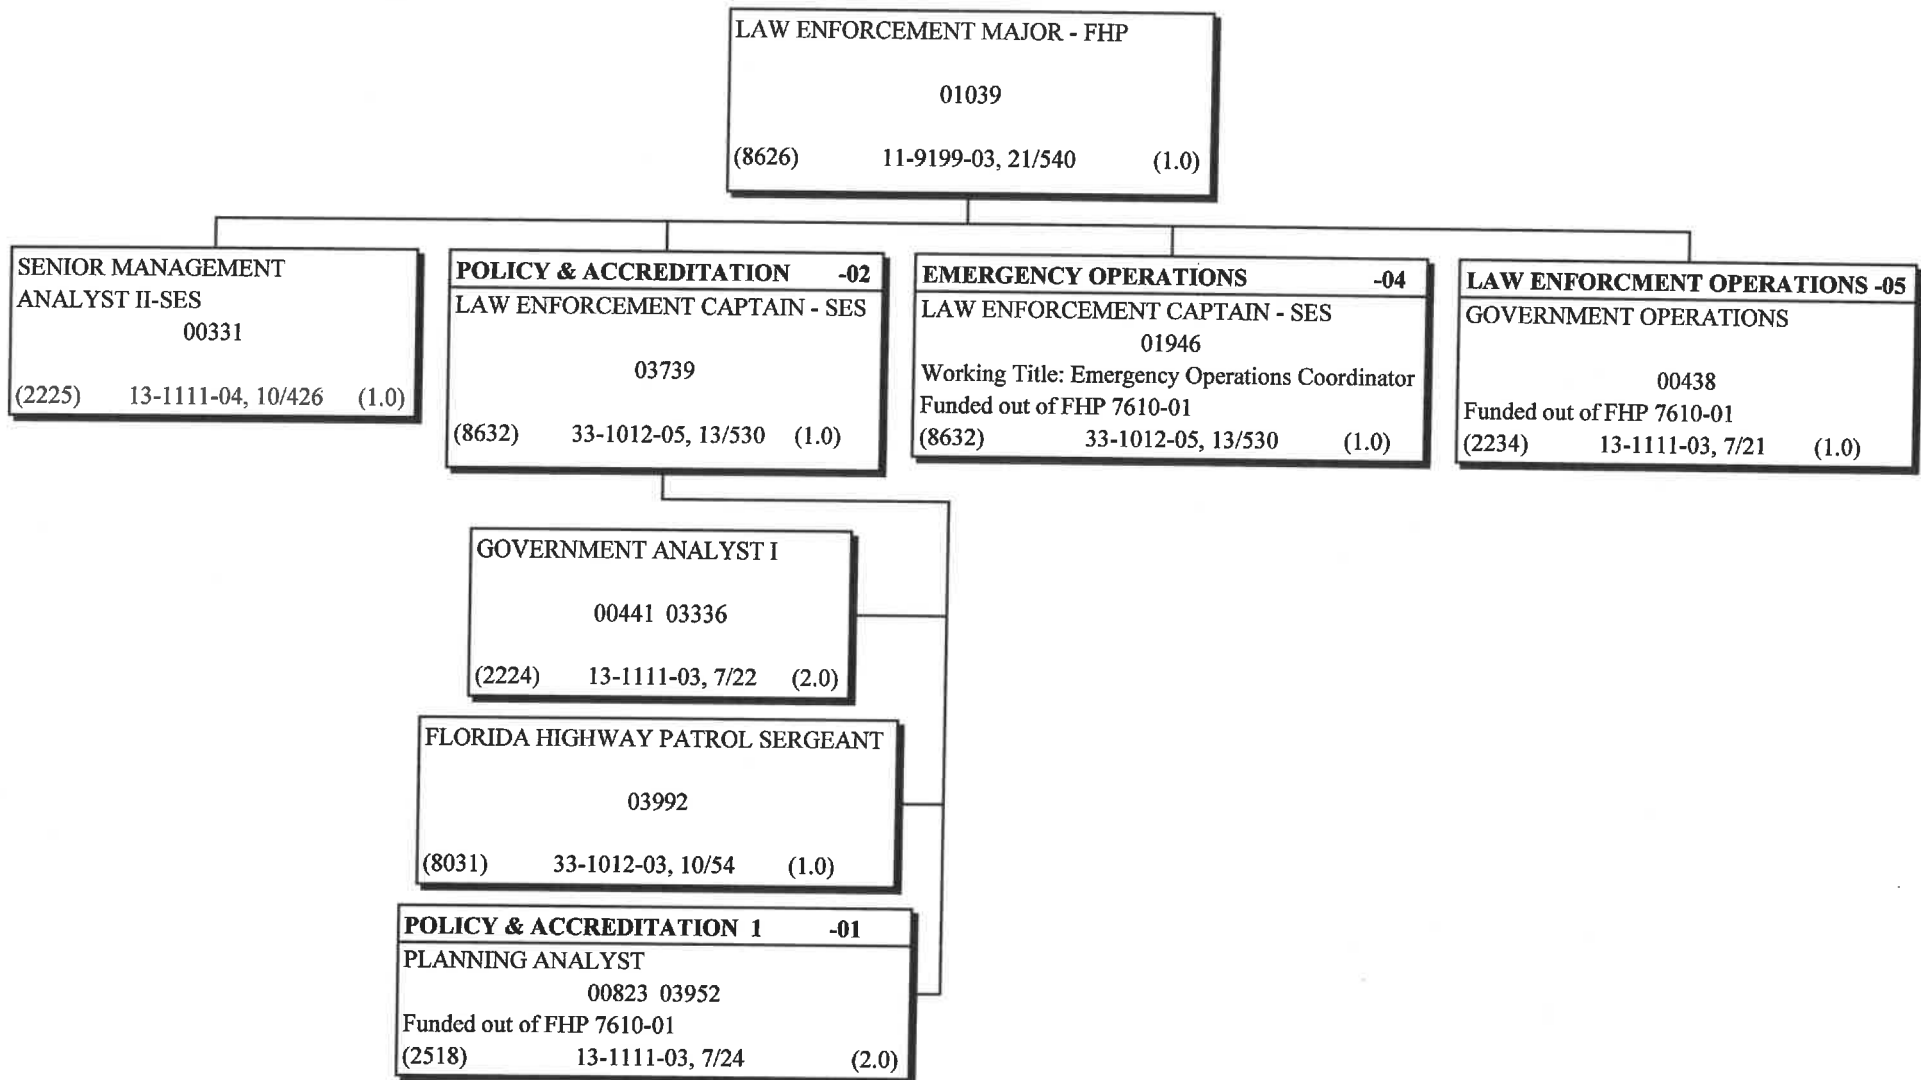 LAW ENFORCEMENT MAJOR - FHP
01039
(8626) 11-9199-03, 21/540 (1.0)
SENIOR MANAGEMENT
ANALYST II-SES
00331
(2225) 13-1111-04, 10/426 (1.0)
POLICY & ACCREDITATION -02
LAW ENFORCEMENT CAPTAIN - SES
03739
(8632) 33-1012-05, 13/530 (1.0)
EMERGENCY OPERATIONS -04
LAW ENFORCEMENT CAPTAIN - SES
01946
Working Title: Emergency Operations Coordinator
Funded out of FHP 7610-01
(8632) 33-1012-05, 13/530 (1.0)
LAW ENFORCMENT OPERATIONS -05
GOVERNMENT OPERATIONS
00438
Funded out of FHP 7610-01
(2234) 13-1111-03, 7/21 (1.0)
GOVERNMENT ANALYST I
00441 03336
(2224) 13-1111-03, 7/22 (2.0)
FLORIDA HIGHWAY PATROL SERGEANT
03992
(8031) 33-1012-03, 10/54 (1.0)
POLICY & ACCREDITATION 1 -01
PLANNING ANALYST
00823 03952
Funded out of FHP 7610-01
(2518) 13-1111-03, 7/24 (2.0)